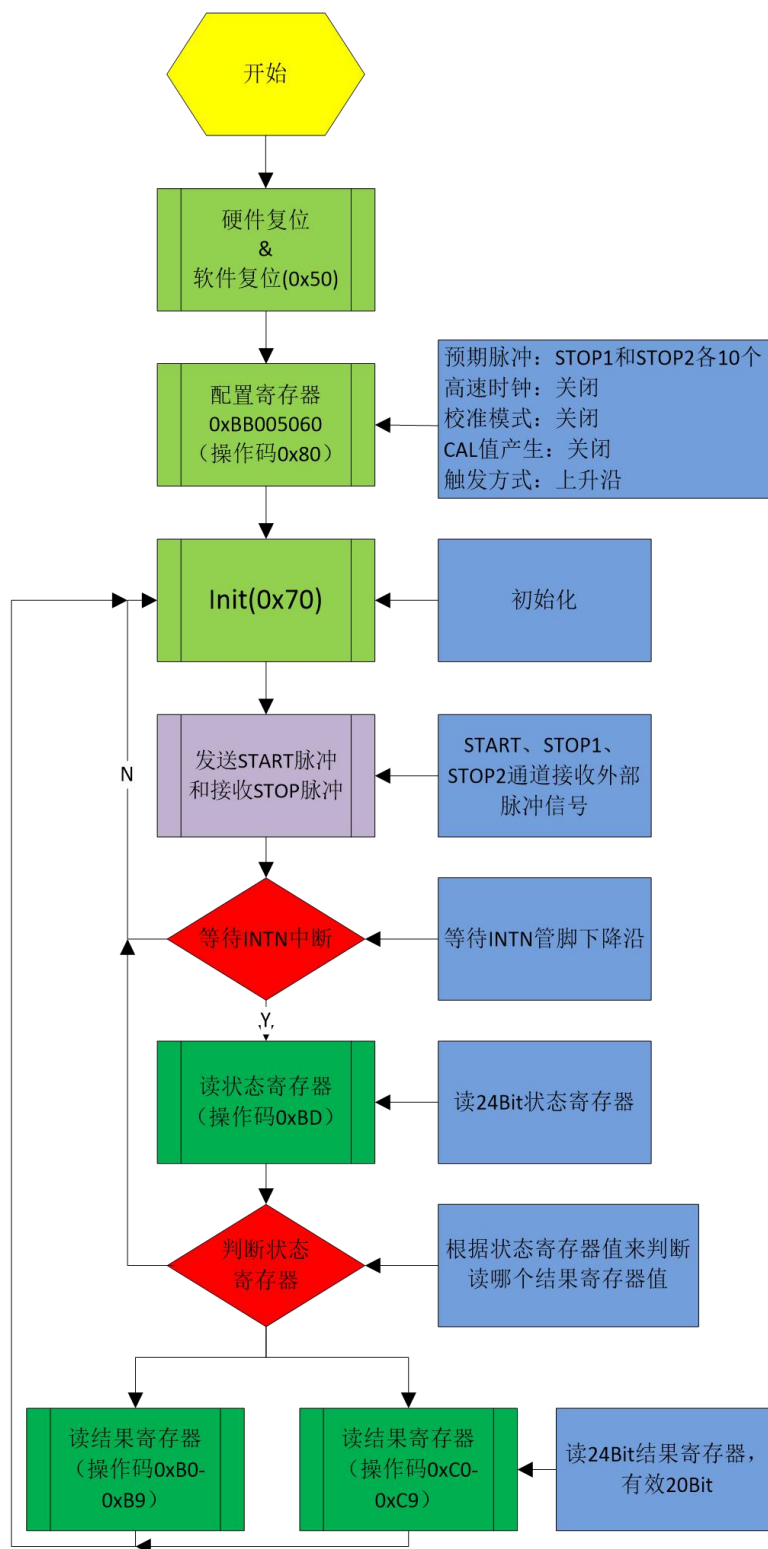 开始
硬件复位
&
软件复位(0x50)
配置寄存器
0xBB005060
（操作码0x80）
预期脉冲：STOP1和STOP2各10个
高速时钟：关闭
校准模式：关闭
CAL值产生：关闭
触发方式：上升沿
Init(0x70)
初始化
发送START脉冲
和接收STOP脉冲
START、STOP1、
STOP2通道接收外部
脉冲信号
N
等待INTN中断
等待INTN管脚下降沿
Y
读状态寄存器
（操作码0xBD）
读24Bit状态寄存器
判断状态
寄存器
根据状态寄存器值来判断
读哪个结果寄存器值
读结果寄存器
（操作码0xB0-
0xB9）
读结果寄存器
（操作码0xC0-
0xC9）
读24Bit结果寄存器，
有效20Bit